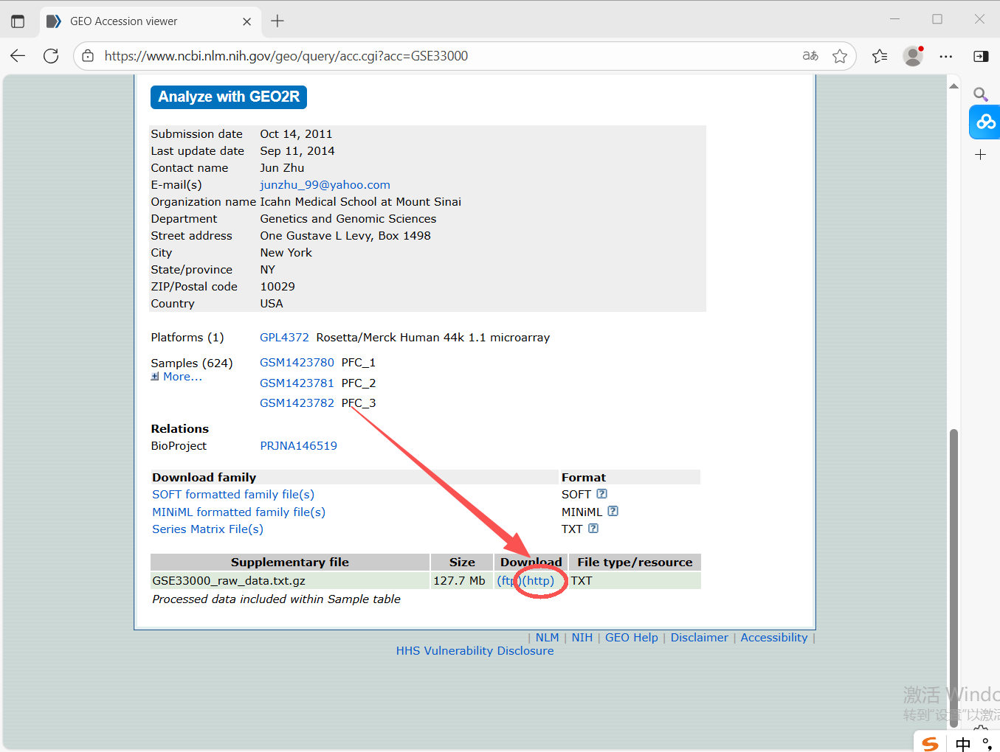 GEO Accession viewer
https://www.ncbi.nlm.nih.gov/geo/query/acc.cgi?acc=GSE33000
aあ
Analyze with GEO2R
Submission date Oct 14, 2011
Last update date Sep 11, 2014
Contact name Jun Zhu
E-mail(s) junzhu_99@yahoo.com
Organization name Icahn Medical School at Mount Sinai
Department Genetics and Genomic Sciences
Street address One Gustave L Levy, Box 1498
City New York
State/province NY
ZIP/Postal code 10029
Country USA
Platforms (1) GPL4372 Rosetta/Merck Human 44k 1.1 microarray
Samples (624) GSM1423780 PFC_1
More...
GSM1423781 PFC_2
GSM1423782 PFC_3
Relations
BioProject PRJNA146519
Download family Format
SOFT formatted family file(s) SOFT ?
MINiML formatted family file(s) MINiML ?
Series Matrix File(s) TXT ?
Supplementary file Size Download File type/resource
GSE33000_raw_data.txt.gz 127.7 Mb (ftp)(http) TXT
Processed data included within Sample table
| NLM | NIH | GEO Help | Disclaimer | Accessibility |
HHS Vulnerability Disclosure
激活 Windo
转到"设置"以激活
S 中 °,